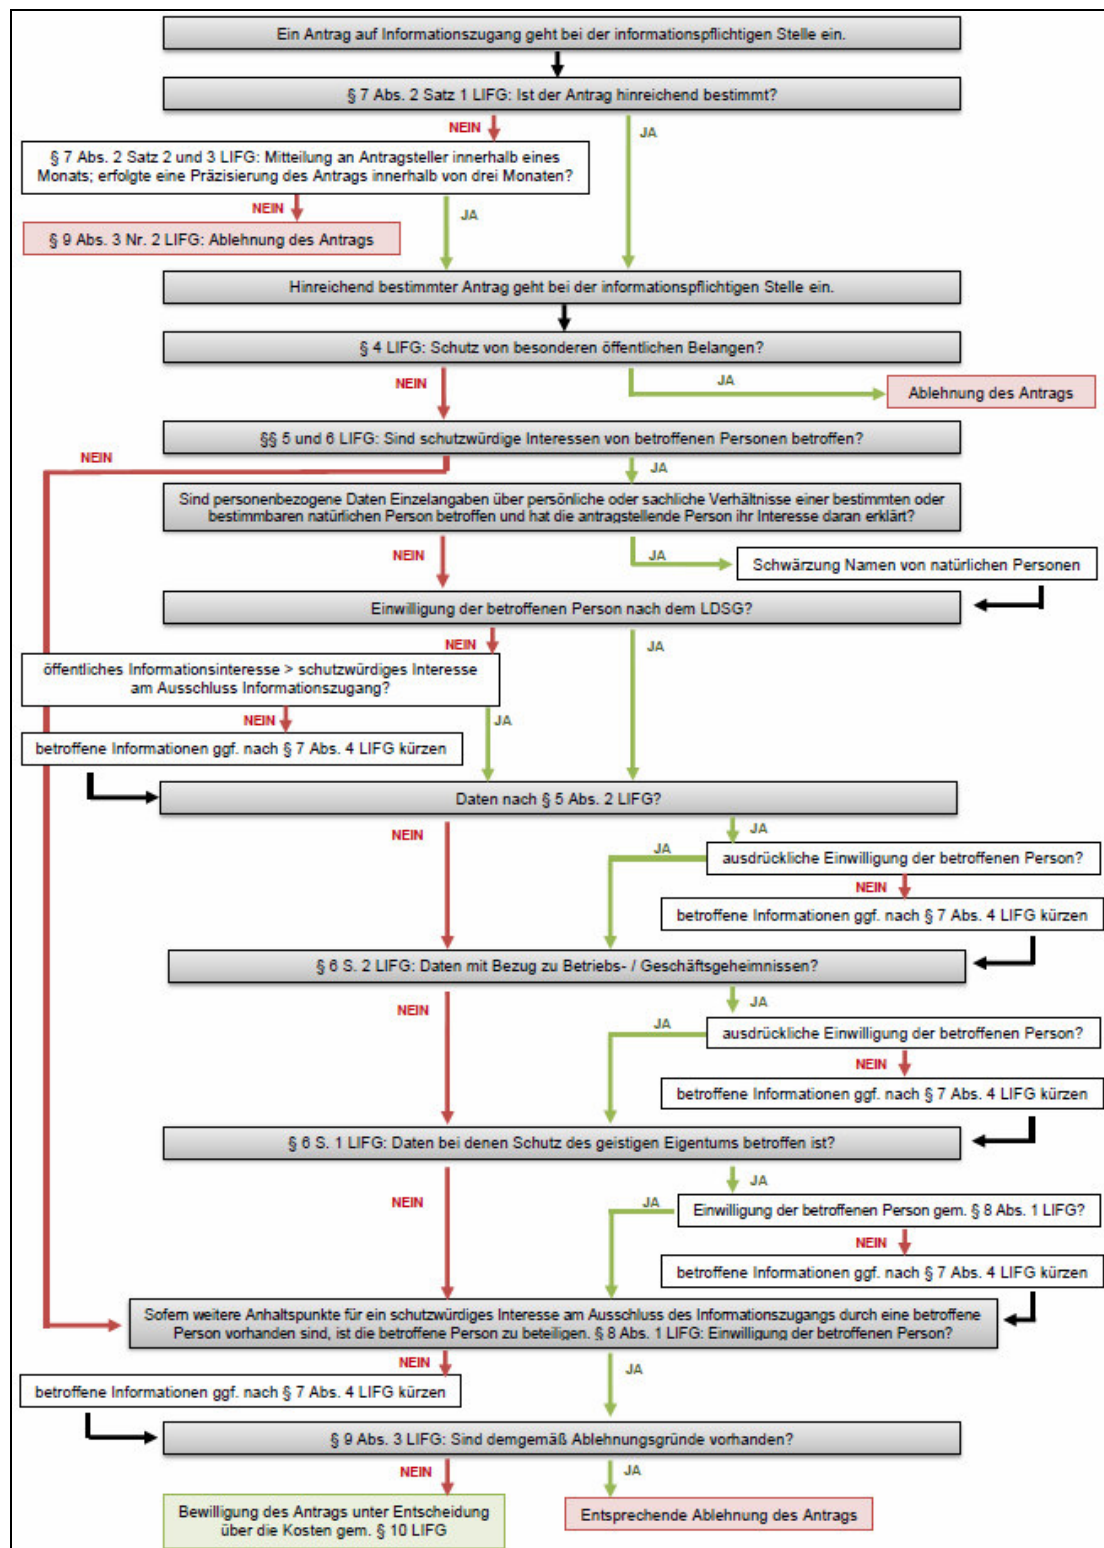 Ein Antrag auf Informationszugang geht bei der informationspflichtigen Stelle ein.
§ 7 Abs. 2 Satz 1 LIFG: Ist der Antrag hinreichend bestimmt?
NEIN
JA
§ 7 Abs. 2 Satz 2 und 3 LIFG: Mitteilung an Antragsteller innerhalb eines
Monats; erfolgte eine Präzisierung des Antrags innerhalb von drei Monaten?
NEIN
JA
§ 9 Abs. 3 Nr. 2 LIFG: Ablehnung des Antrags
Hinreichend bestimmter Antrag geht bei der informationspflichtigen Stelle ein.
§ 4 LIFG: Schutz von besonderen öffentlichen Belangen?
NEIN
JA
Ablehnung des Antrags
§§ 5 und 6 LIFG: Sind schutzwürdige Interessen von betroffenen Personen betroffen?
NEIN
JA
Sind personenbezogene Daten Einzelangaben über persönliche oder sachliche Verhältnisse einer bestimmten oder
bestimmbaren natürlichen Person betroffen und hat die antragstellende Person ihr Interesse daran erklärt?
NEIN
JA
Schwärzung Namen von natürlichen Personen
Einwilligung der betroffenen Person nach dem LDSG?
NEIN
JA
öffentliches Informationsinteresse > schutzwürdiges Interesse
am Ausschluss Informationszugang?
NEIN
JA
betroffene Informationen ggf. nach § 7 Abs. 4 LIFG kürzen
Daten nach § 5 Abs. 2 LIFG?
NEIN
JA
JA
ausdrückliche Einwilligung der betroffenen Person?
NEIN
betroffene Informationen ggf. nach § 7 Abs. 4 LIFG kürzen
§ 6 S. 2 LIFG: Daten mit Bezug zu Betriebs- / Geschäftsgeheimnissen?
NEIN
JA
JA
ausdrückliche Einwilligung der betroffenen Person?
NEIN
betroffene Informationen ggf. nach § 7 Abs. 4 LIFG kürzen
§ 6 S. 1 LIFG: Daten bei denen Schutz des geistigen Eigentums betroffen ist?
NEIN
JA
JA
Einwilligung der betroffenen Person gem. § 8 Abs. 1 LIFG?
NEIN
betroffene Informationen ggf. nach § 7 Abs. 4 LIFG kürzen
Sofern weitere Anhaltspunkte für ein schutzwürdiges Interesse am Ausschluss des Informationszugangs durch eine betroffene
Person vorhanden sind, ist die betroffene Person zu beteiligen. § 8 Abs. 1 LIFG: Einwilligung der betroffenen Person?
NEIN
JA
betroffene Informationen ggf. nach § 7 Abs. 4 LIFG kürzen
§ 9 Abs. 3 LIFG: Sind demgemäß Ablehnungsgründe vorhanden?
NEIN
JA
Bewilligung des Antrags unter Entscheidung
über die Kosten gem. § 10 LIFG
Entsprechende Ablehnung des Antrags